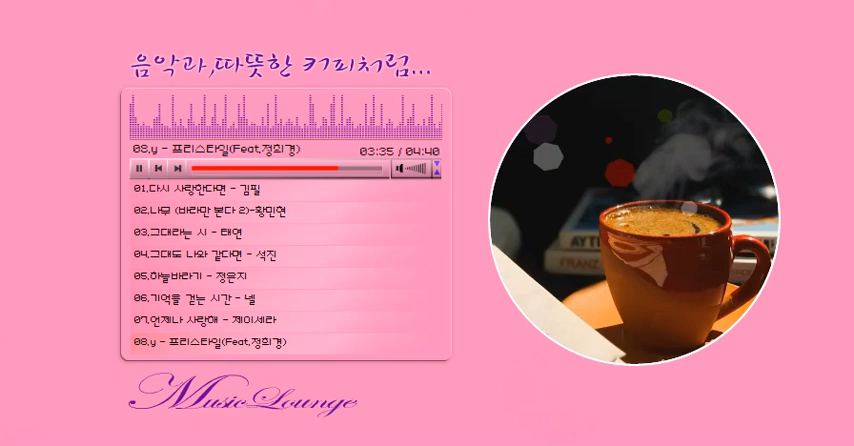 음악과,따뜻한 커피처럼...
08.y - 프리스타일(Feat.정희경)
03:35 / 04:40
01.다시 사랑한다면 - 김필
02.나무 (바라만 본다 2)-황민현
03.그대라는 시 - 태연
04.그대도 나와 같다면 - 석진
05.하늘바라기 - 정은지
06.기억을 걷는 시간 - 넬
07.언제나 사랑해 - 제이세라
08.y - 프리스타일(Feat.정희경)
Music Lounge
FRANZ